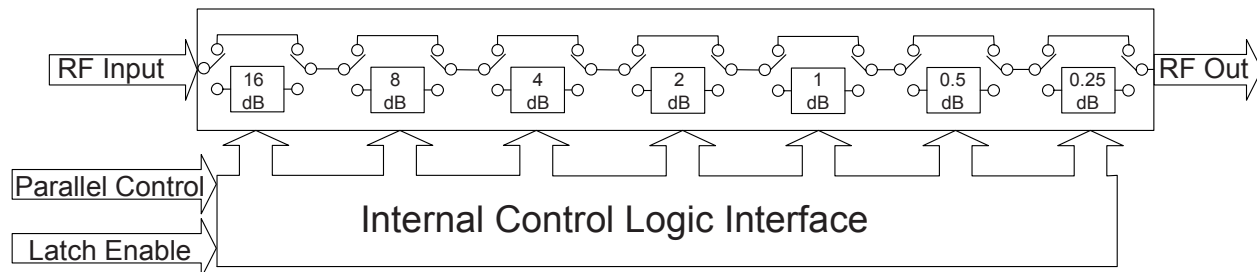 RF Input
16
dB
8
dB
4
dB
2
dB
1
dB
0.5
dB
0.25
dB
RF Out
Parallel Control
Internal Control Logic Interface
Latch Enable